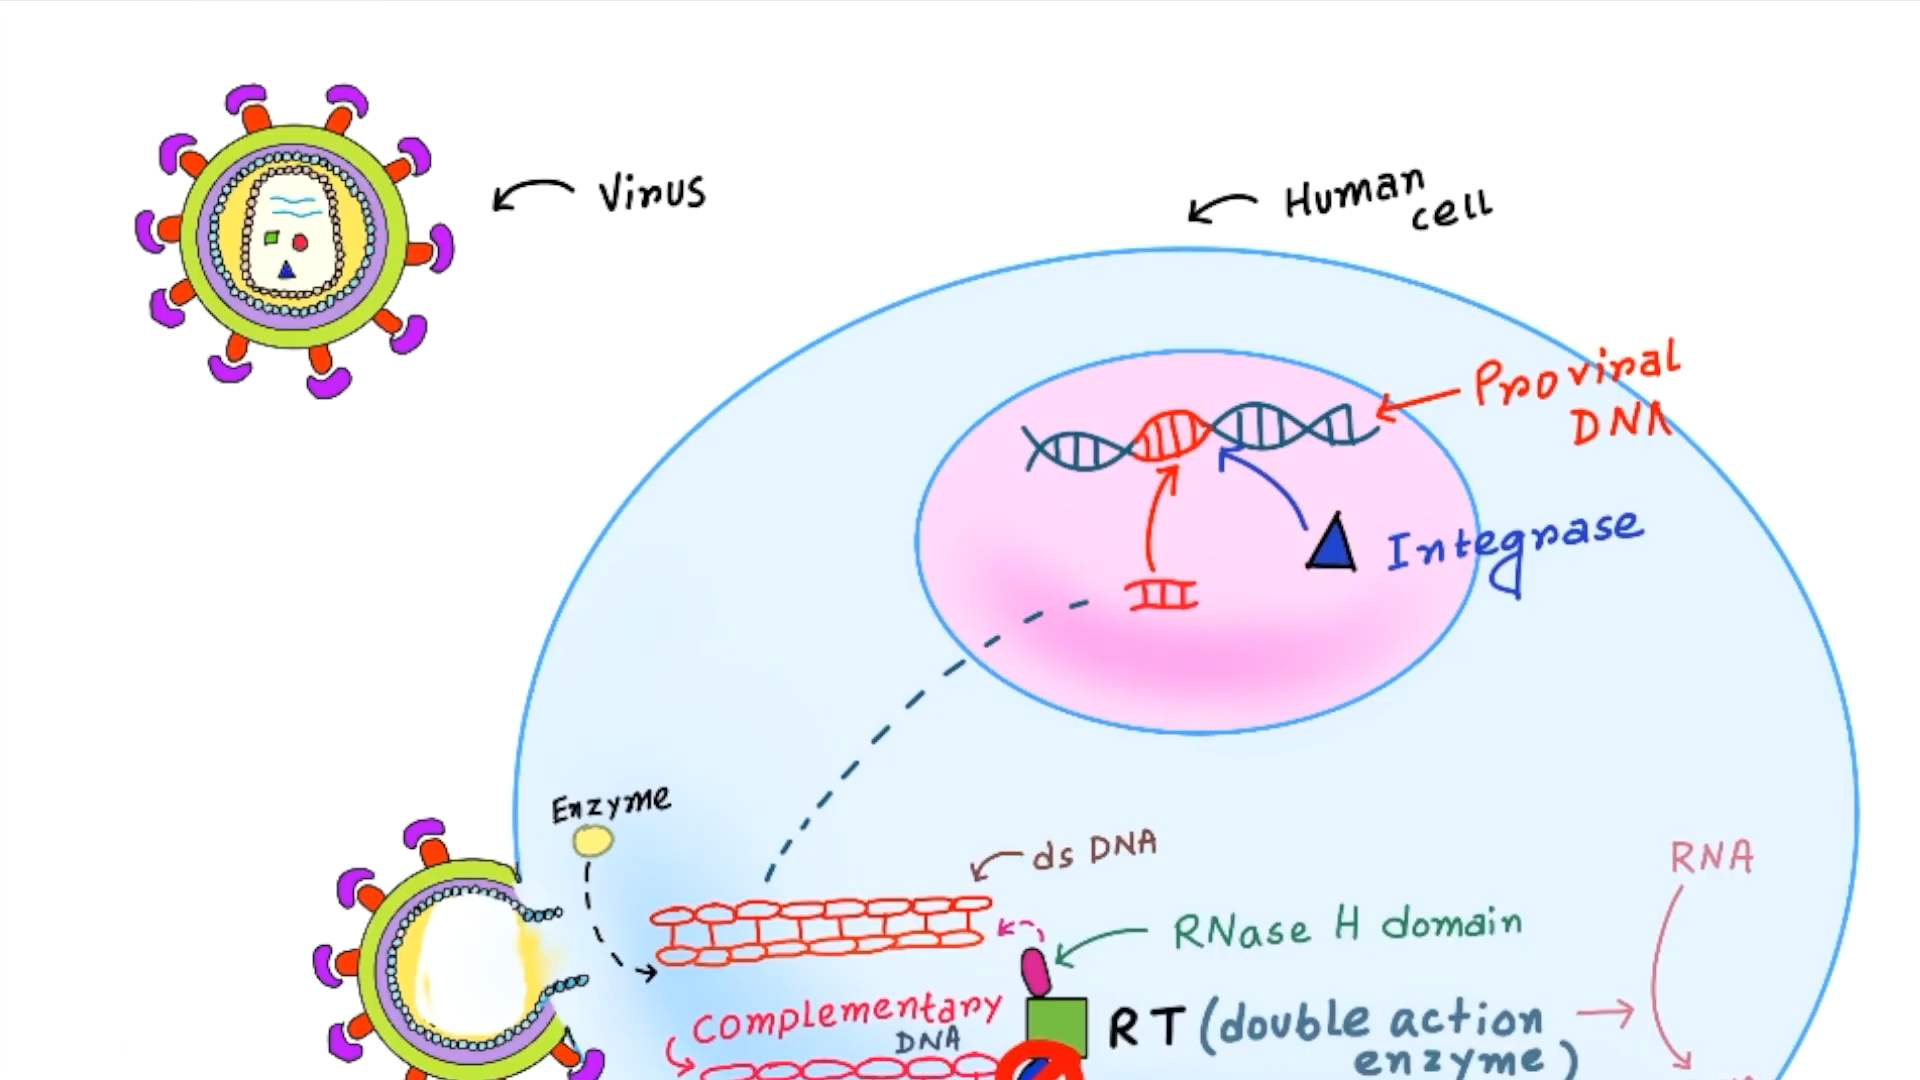 Virus
Human
cell
Proviral
DNA
Integrase
Enzyme
ds DNA
RNA
RNase H domain
Complementary
DNA
RT (double action
enzyme)